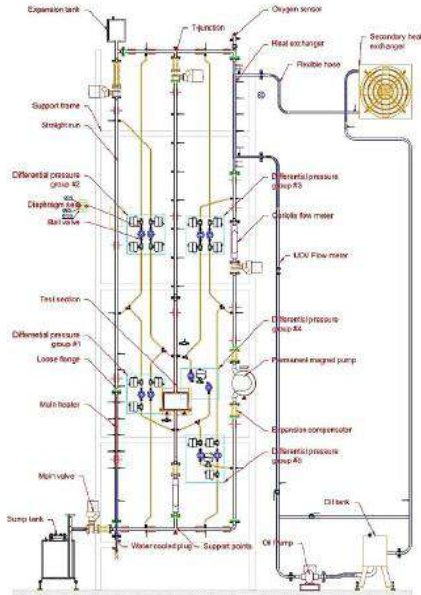 Expansion tank
T-junction
Oxygen sensor
Heat exchanger
Secondary heat
exchanger
Flexible hose
Support frame
Straight run
Differential pressure
group #2
Diaphragm seal
Ball valve
Differential pressure
group #3
Coriolis flow meter
UDV Flow meter
Test section
Differential pressure
group #1
Loose flange
Main heater
Differential pressure
group #4
Permanent magnet pump
Expansion compensator
Differential pressure
group #5
Main valve
Sump tank
Water cooled plug
Support points
Oil Pump
Oil tank